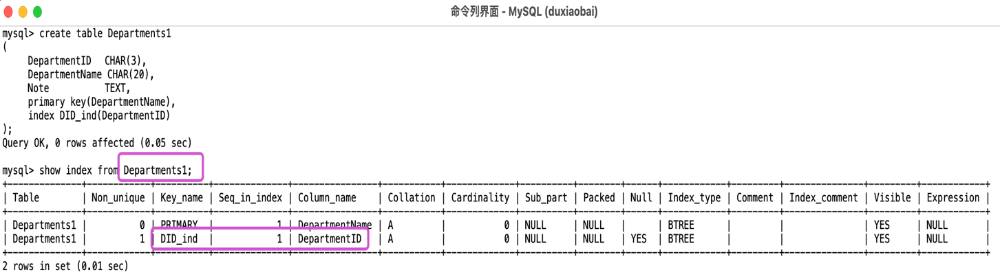 命令列界面 - MySQL (duxiaobai)
mysql> create table Departments1
(
    DepartmentID  CHAR(3),
    DepartmentName CHAR(20),
    Note          TEXT,
    primary key(DepartmentName),
    index DID_ind(DepartmentID)
);
Query OK, 0 rows affected (0.05 sec)
mysql> show index from Departments1;
+--------------+------------+----------+--------------+----------------+-----------+-------------+----------+--------+------+------------+---------+---------------+---------+------------+
| Table        | Non_unique | Key_name | Seq_in_index | Column_name    | Collation | Cardinality | Sub_part | Packed | Null | Index_type | Comment | Index_comment | Visible | Expression |
+--------------+------------+----------+--------------+----------------+-----------+-------------+----------+--------+------+------------+---------+---------------+---------+------------+
| Departments1 |          0 | PRIMARY  |            1 | DepartmentName | A         |           0 | NULL     | NULL   |      | BTREE      |         |               | YES     | NULL       |
| Departments1 |          1 | DID_ind  |            1 | DepartmentID   | A         |           0 | NULL     | NULL   | YES  | BTREE      |         |               | YES     | NULL       |
+--------------+------------+----------+--------------+----------------+-----------+-------------+----------+--------+------+------------+---------+---------------+---------+------------+
2 rows in set (0.01 sec)